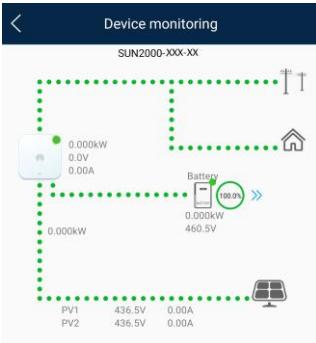 Device monitoring
SUN2000-XXX-XX
0.000kW
0.0V
0.00A
Battery
100.0%
0.000kW
460.5V
0.000kW
PV1 436.5V 0.00A
PV2 436.5V 0.00A